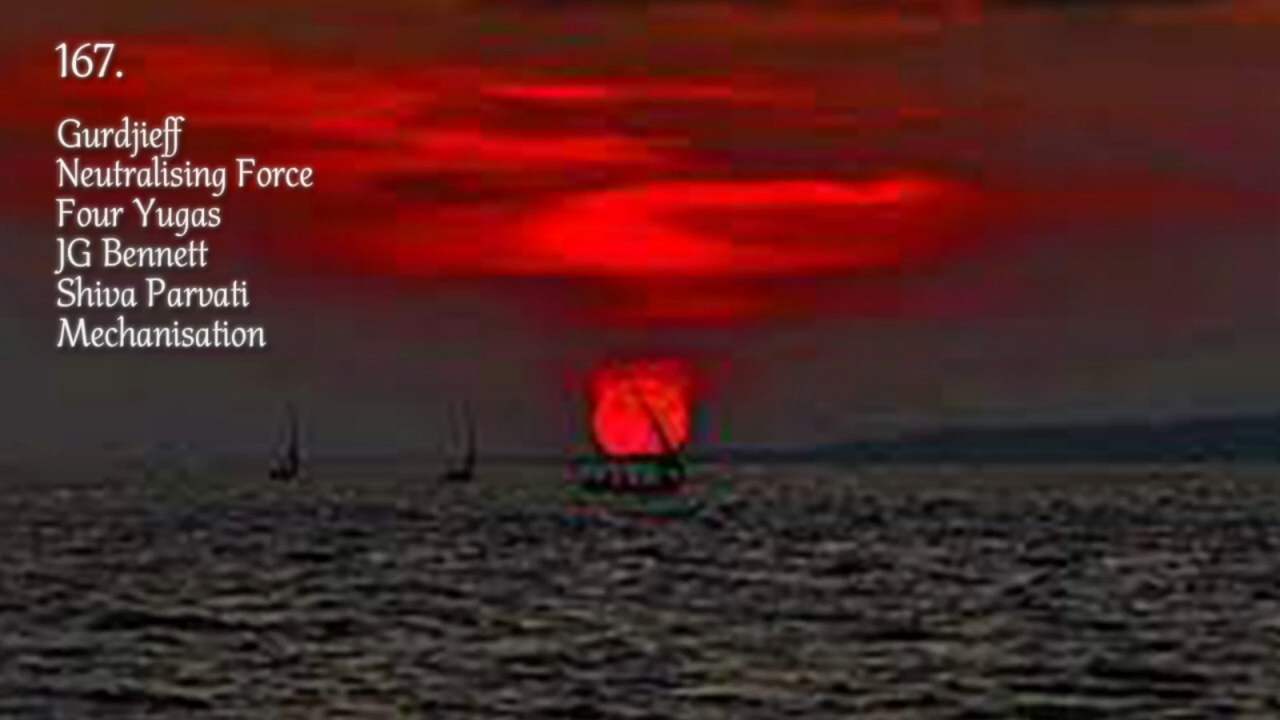 167.
Gurdjieff
Neutralising Force
Four Yugas
JG Bennett
Shiva Parvati
Mechanisation